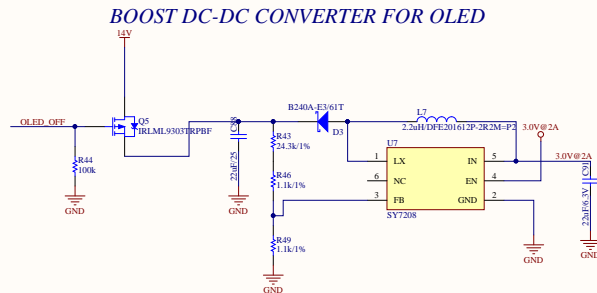 BOOST DC-DC CONVERTER FOR OLED
14V
OLED_OFF
Q5
IRLML9303TRPBF
R44
100k
GND
C88
22uF/25
GND
R43
24.3k/1%
R46
1.1k/1%
R49
1.1k/1%
GND
B240A-E3/61T
D3
L7
2.2uH/DFE201612P-2R2M=P2
3.0V@2A
U7
1 LX IN 5
6 NC EN 4
3 FB GND 2
SY7208
GND
3.0V@2A
C91
22uF/6.3V
GND